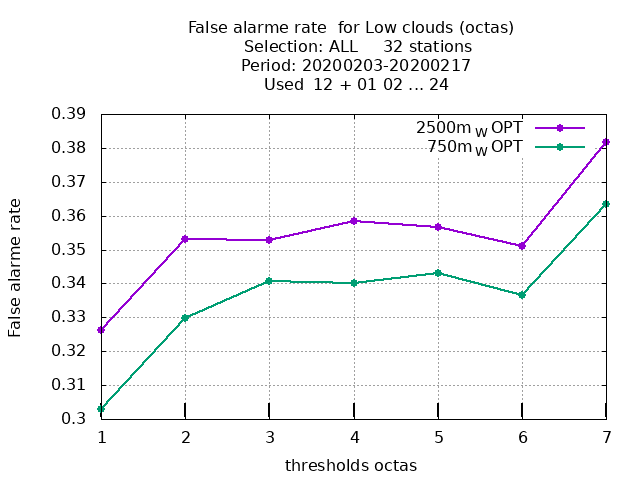 False alarme rate  for Low clouds (octas)
Selection: ALL     32 stations
Period: 20200203-20200217
Used  12 + 01 02 ... 24
0.39
0.38
0.37
0.36
0.35
0.34
0.33
0.32
0.31
0.3
False alarme rate
2500m W OPT
750m W OPT
1 2 3 4 5 6 7
thresholds octas